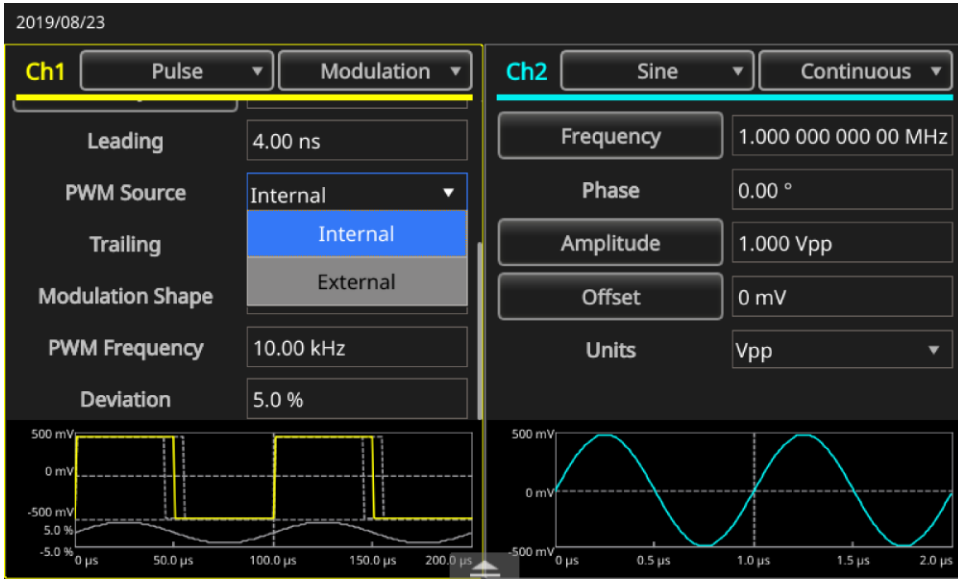 2019/08/23
Ch1 Pulse Modulation
Leading 4.00 ns
PWM Source Internal
Internal
Trailing
External
Modulation Shape
PWM Frequency 10.00 kHz
Deviation 5.0 %
500 mV
0 mV
-500 mV
5.0 %
-5.0 %
0 µs 50.0 µs 100.0 µs 150.0 µs 200.0 µs
Ch2 Sine Continuous
Frequency 1.000 000 000 00 MHz
Phase 0.00 °
Amplitude 1.000 Vpp
Offset 0 mV
Units Vpp
500 mV
0 mV
-500 mV
0 µs 0.5 µs 1.0 µs 1.5 µs 2.0 µs